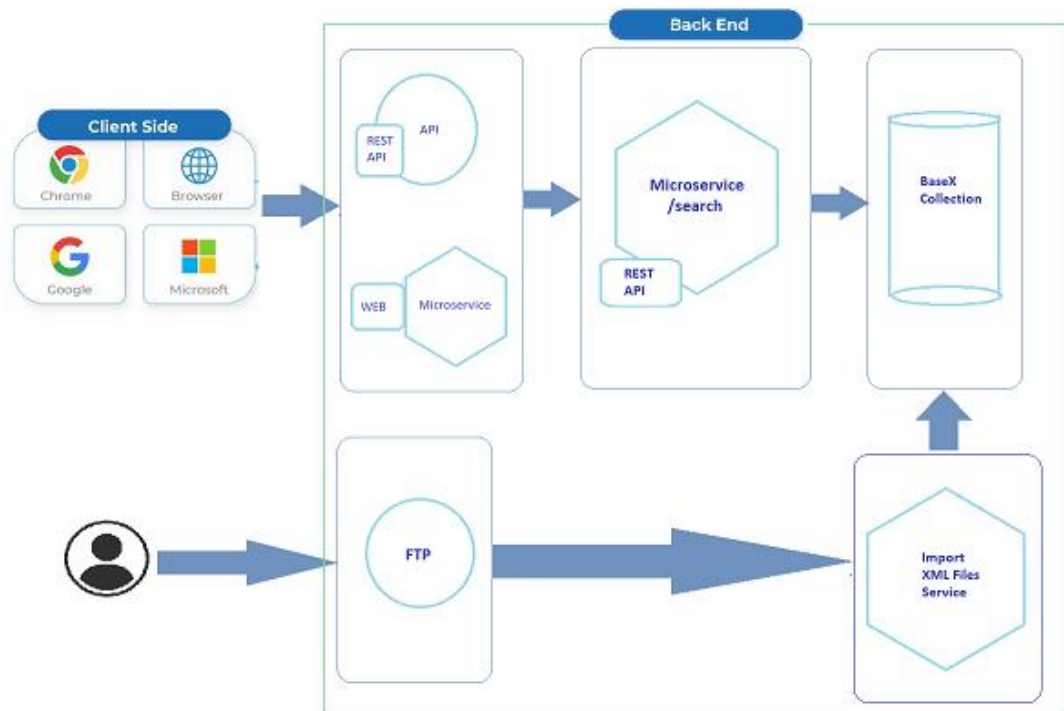 Back End
Client Side
Chrome
Browser
Google
Microsoft
API
REST
API
WEB
Microservice
Microservice
/search
REST
API
BaseX
Collection
FTP
Import
XML Files
Service